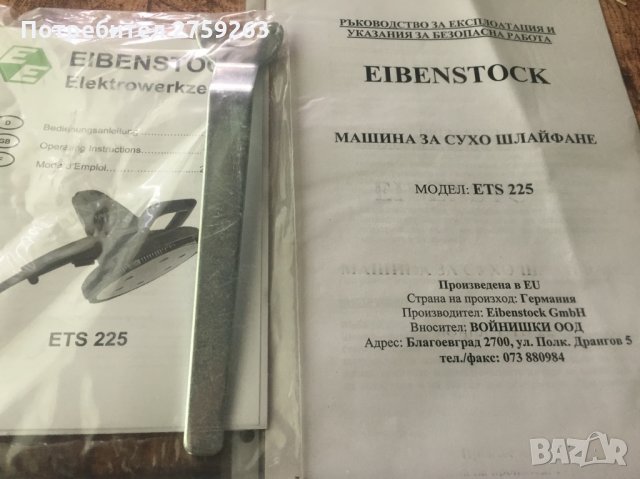 Потребител 2759263
EIBENSTOCK
Elektrowerkze
D
GB
Bedienungsanleitung
Operating Instructions
Mode d'Emploi
ETS 225
РЪКОВОДСТВО ЗА ЕКСПЛОАТАЦИЯ И
УКАЗАНИЯ ЗА БЕЗОПАСНА РАБОТА
EIBENSTOCK
МАШИНА ЗА СУХО ШЛАЙФАНЕ
МОДЕЛ: ETS 225
Произведена в EU
Страна на произход: Германия
Производител: Eibenstock GmbH
Вносител: ВОЙНИШКИ ООД
Адрес: Благоевград 2700, ул. Полк. Дрангов 5
тел./факс: 073 880984
BAZAR